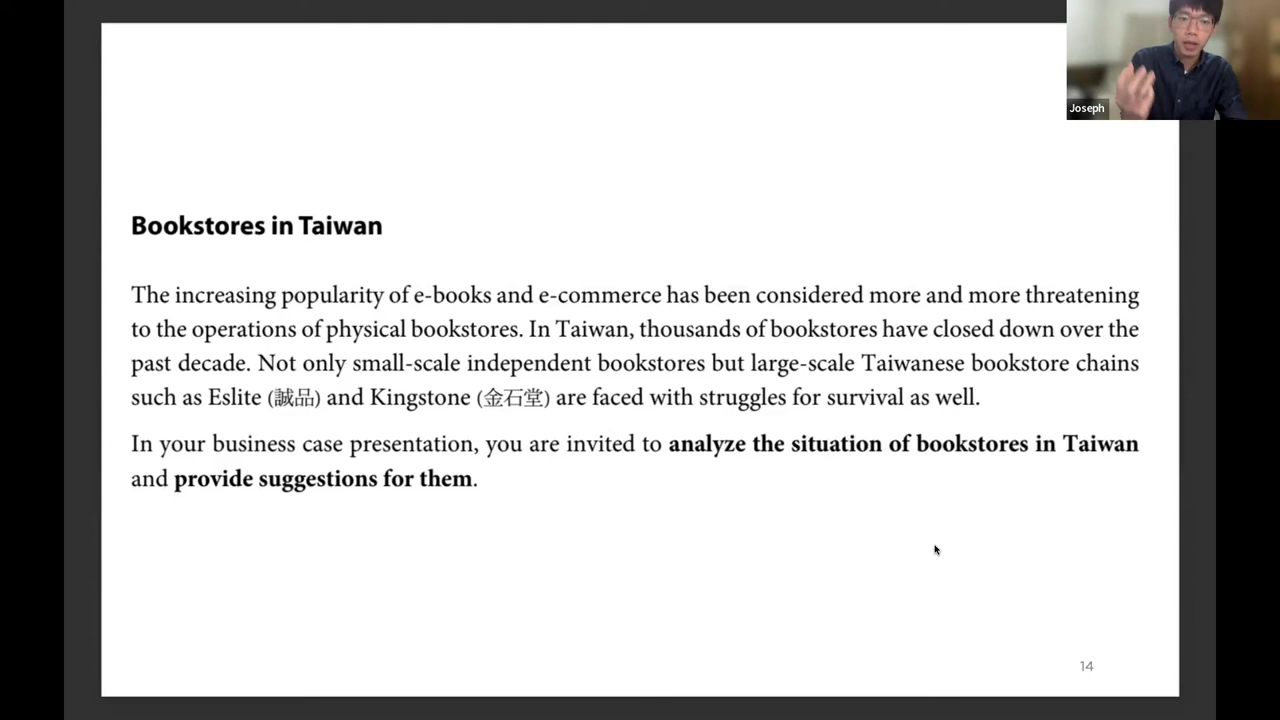 Joseph
Bookstores in Taiwan
The increasing popularity of e-books and e-commerce has been considered more and more threatening
to the operations of physical bookstores. In Taiwan, thousands of bookstores have closed down over the
past decade. Not only small-scale independent bookstores but large-scale Taiwanese bookstore chains
such as Eslite (誠品) and Kingstone (金石堂) are faced with struggles for survival as well.
In your business case presentation, you are invited to analyze the situation of bookstores in Taiwan
and provide suggestions for them.
14